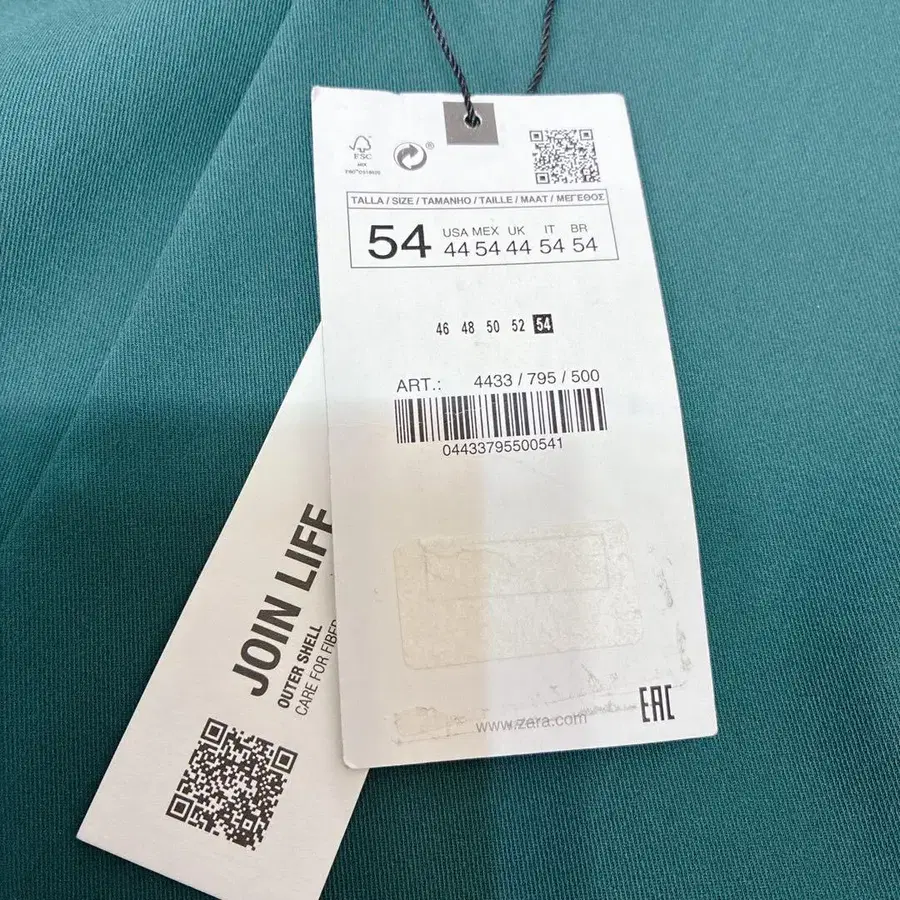 FSC
MIX
®
TALLA / SIZE / TAMANHO / TAILLE / MAAT / ΜΕΓΕΘΟΣ
54
USA MEX UK IT BR
44 54 44 54 54
46 48 50 52 54
ART.: 4433 / 795 / 500
04433795500541
www.zara.com
EAC
JOIN LIFE
OUTER SHELL
CARE FOR FIBER